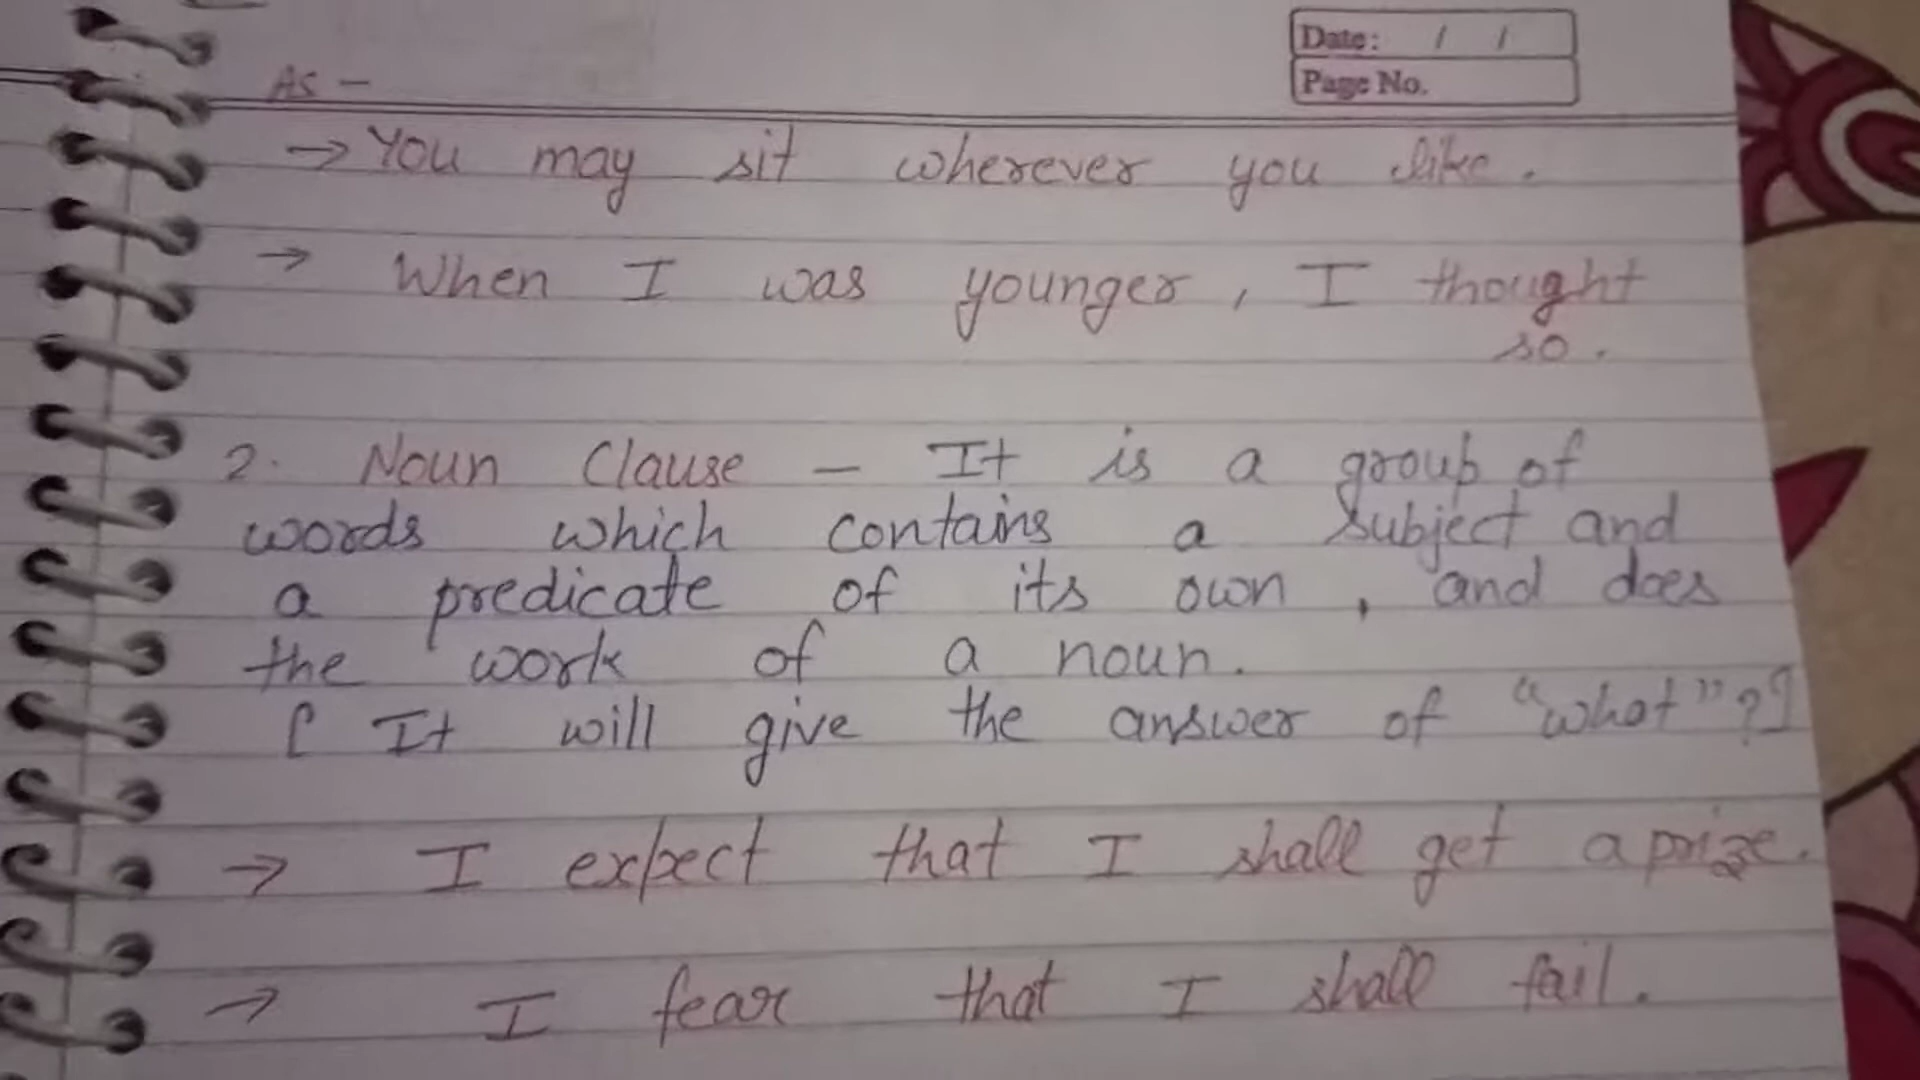 Date: / /
Page No.
As -
→ You may sit wherever you like.
→ When I was younger, I thought
so.
2. Noun Clause - It is a group of
words which contains a subject and
a predicate of its own, and does
the work of a noun.
[ It will give the answer of "what"?]
→ I expect that I shall get a prize.
→ I fear that I shall fail.